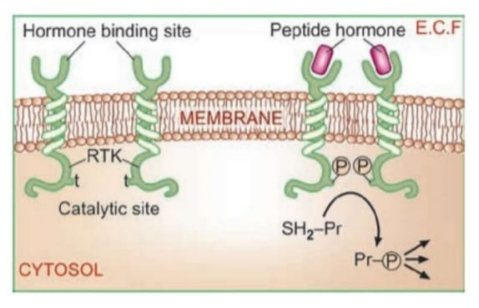 Hormone binding site
Peptide hormone E.C.F
MEMBRANE
RTK
t t
P P
Catalytic site
SH₂–Pr
Pr–P
CYTOSOL